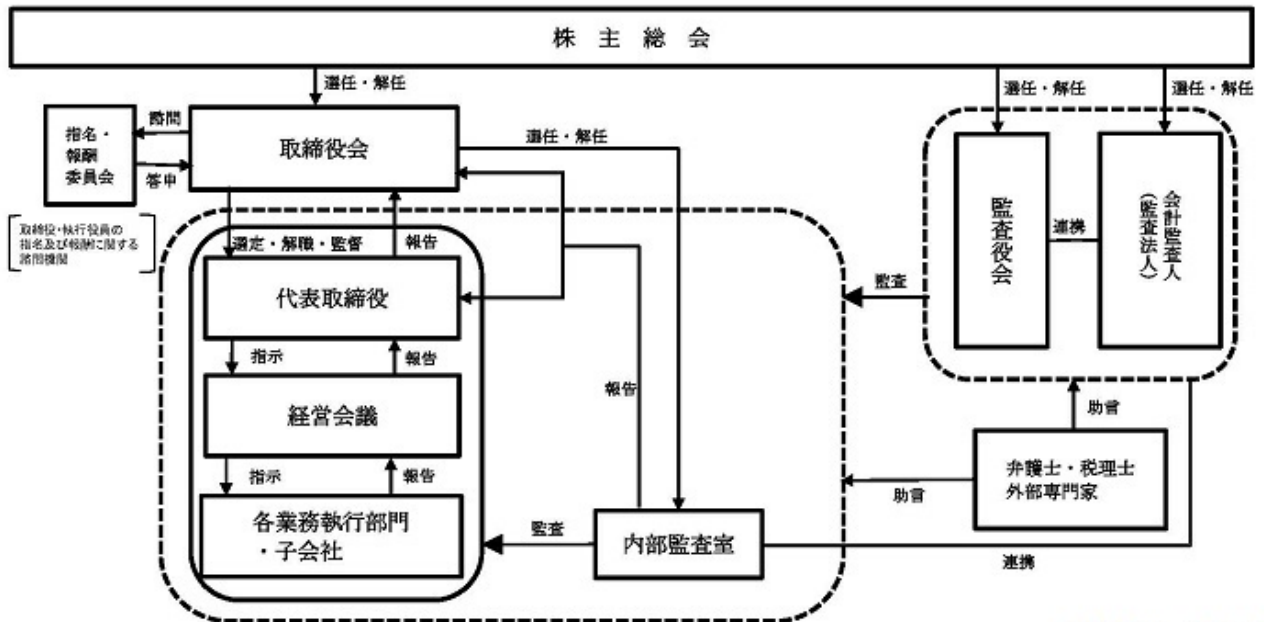 株主総会
選任・解任
選任・解任
選任・解任
指名・
報酬
委員会
諮問
答申
取締役会
選任・解任
取締役・執行役員の
指名及び報酬に関する
諮問機関
選定・解職・監督
報告
代表取締役
指示
報告
経営会議
指示
報告
各業務執行部門
・子会社
監査
内部監査室
報告
監査
監査役会
連携
会計監査人
（監査法人）
助言
弁護士・税理士
外部専門家
助言
連携